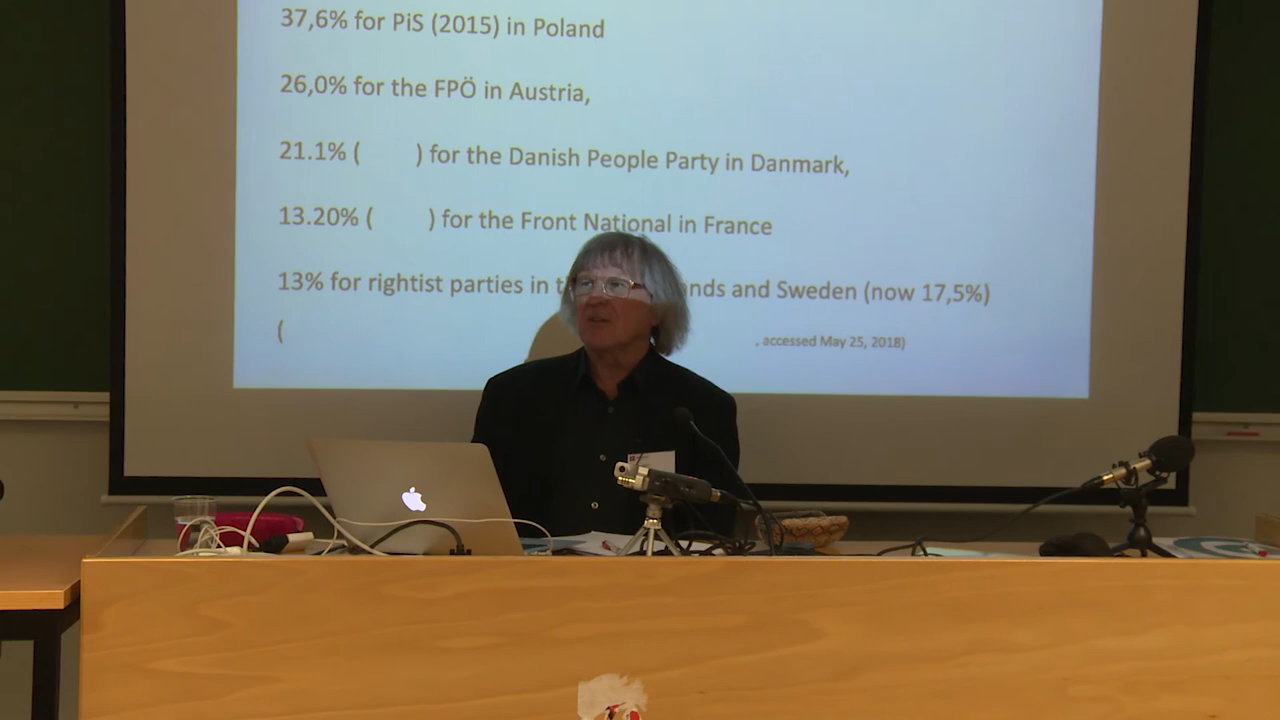 37,6% for PiS (2015) in Poland
26,0% for the FPÖ in Austria,
21.1% ( ) for the Danish People Party in Danmark,
13.20% ( ) for the Front National in France
13% for rightist parties in t ands and Sweden (now 17,5%)
( , accessed May 25, 2018)